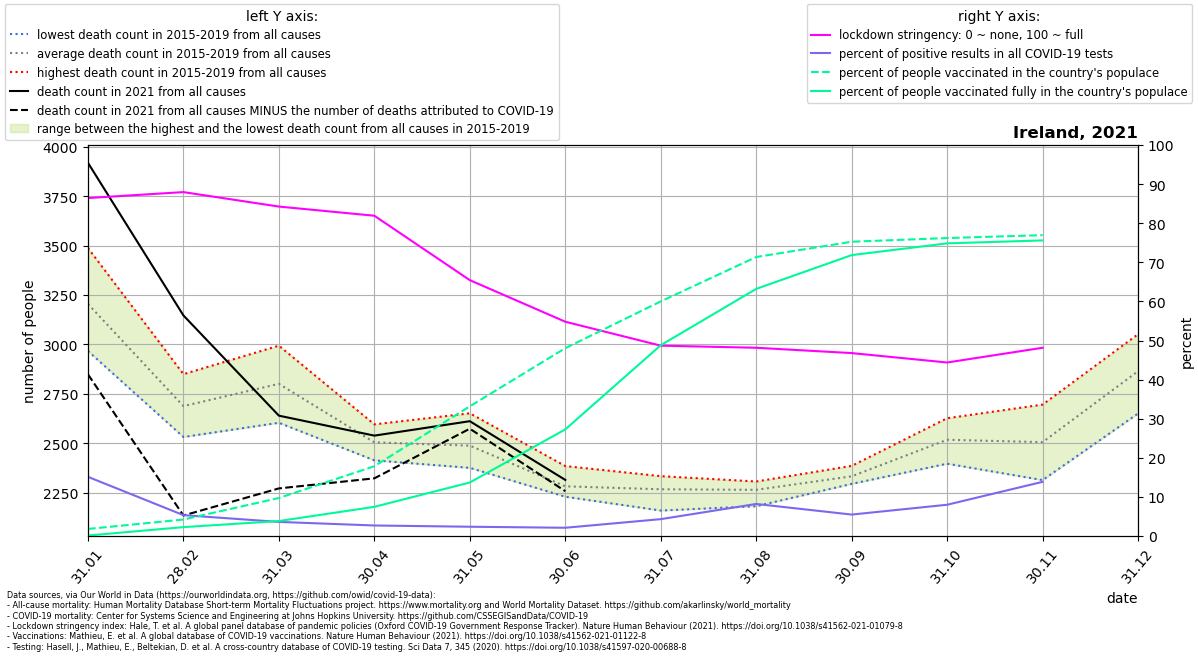 left Y axis:
lowest death count in 2015-2019 from all causes
average death count in 2015-2019 from all causes
highest death count in 2015-2019 from all causes
death count in 2021 from all causes
death count in 2021 from all causes MINUS the number of deaths attributed to COVID-19
range between the highest and the lowest death count from all causes in 2015-2019
right Y axis:
lockdown stringency: 0 ~ none, 100 ~ full
percent of positive results in all COVID-19 tests
percent of people vaccinated in the country's populace
percent of people vaccinated fully in the country's populace
Ireland, 2021
4000
3750
3500
3250
3000
2750
2500
2250
number of people
100
90
80
70
60
50
40
30
20
10
0
percent
31.01
28.02
31.03
30.04
31.05
30.06
31.07
31.08
30.09
31.10
30.11
31.12
date
Data sources, via Our World in Data (https://ourworldindata.org, https://github.com/owid/covid-19-data):
- All-cause mortality: Human Mortality Database Short-term Mortality Fluctuations project. https://www.mortality.org and World Mortality Dataset. https://github.com/akarlinsky/world_mortality
- COVID-19 mortality: Center for Systems Science and Engineering at Johns Hopkins University. https://github.com/CSSEGISandData/COVID-19
- Lockdown stringency index: Hale, T. et al. A global panel database of pandemic policies (Oxford COVID-19 Government Response Tracker). Nature Human Behaviour (2021). https://doi.org/10.1038/s41562-021-01079-8
- Vaccinations: Mathieu, E. et al. A global database of COVID-19 vaccinations. Nature Human Behaviour (2021). https://doi.org/10.1038/s41562-021-01122-8
- Testing: Hasell, J., Mathieu, E., Beltekian, D. et al. A cross-country database of COVID-19 testing. Sci Data 7, 345 (2020). https://doi.org/10.1038/s41597-020-00688-8